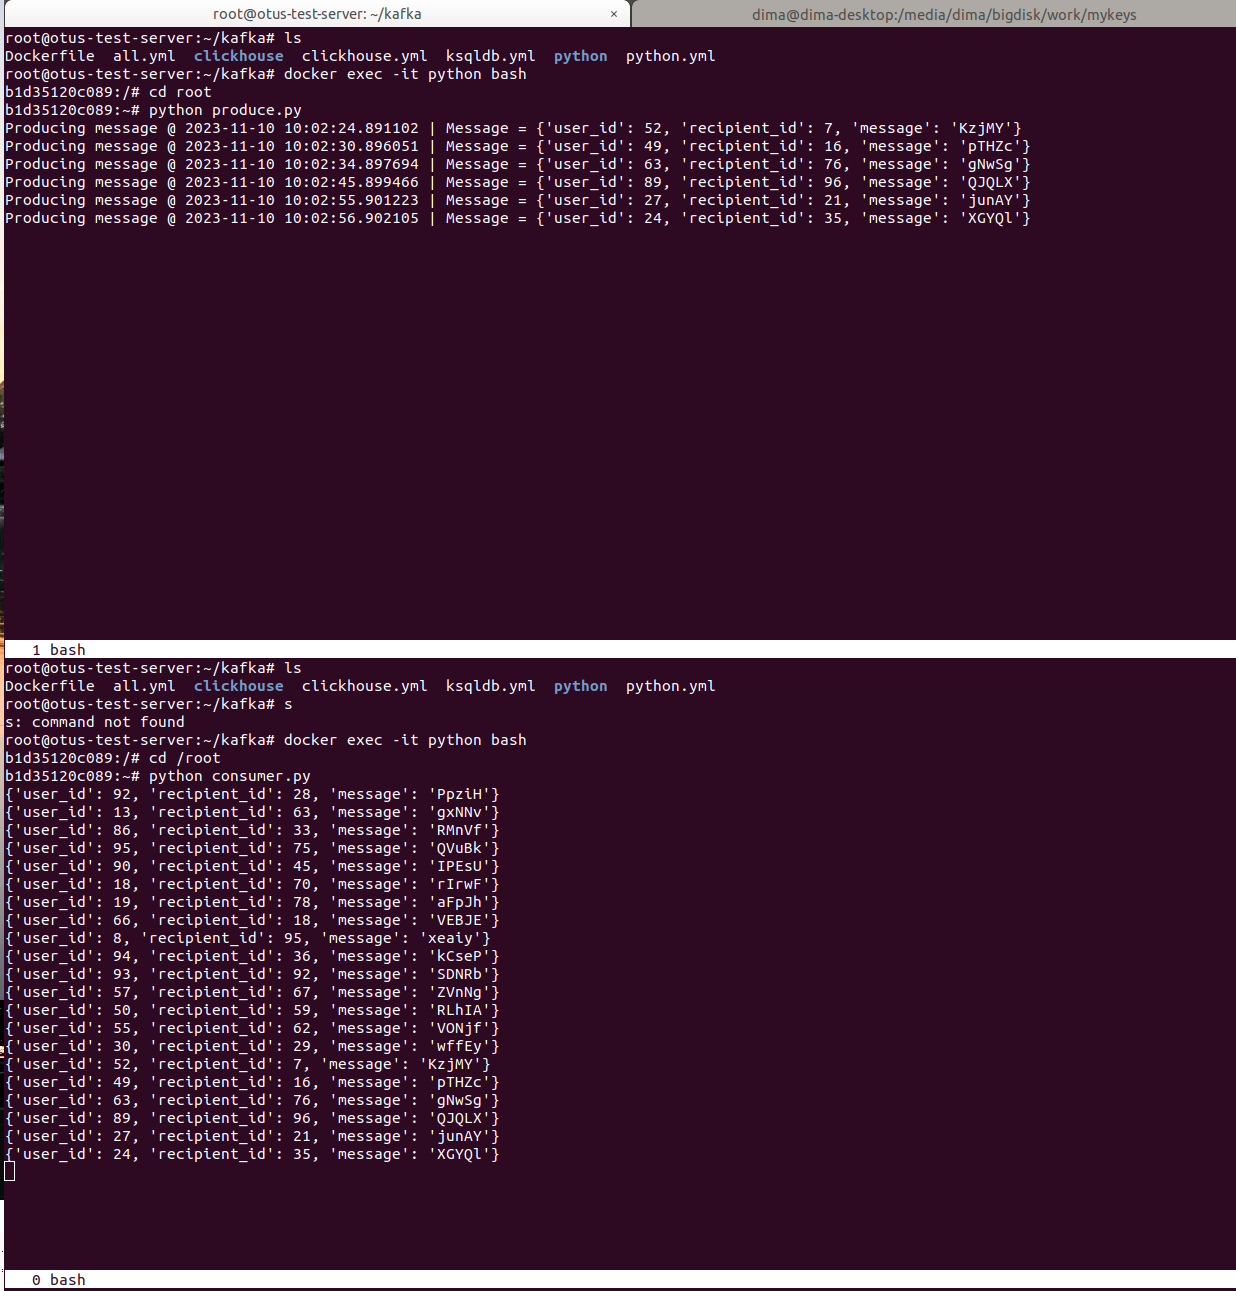 root@otus-test-server: ~/kafka × dima@dima-desktop:/media/dima/bigdisk/work/mykeys
root@otus-test-server:~/kafka# ls
Dockerfile  all.yml  clickhouse  clickhouse.yml  ksqldb.yml  python  python.yml
root@otus-test-server:~/kafka# docker exec -it python bash
b1d35120c089:/# cd root
b1d35120c089:~# python produce.py
Producing message @ 2023-11-10 10:02:24.891102 | Message = {'user_id': 52, 'recipient_id': 7, 'message': 'KzjMY'}
Producing message @ 2023-11-10 10:02:30.896051 | Message = {'user_id': 49, 'recipient_id': 16, 'message': 'pTHZc'}
Producing message @ 2023-11-10 10:02:34.897694 | Message = {'user_id': 63, 'recipient_id': 76, 'message': 'gNwSg'}
Producing message @ 2023-11-10 10:02:45.899466 | Message = {'user_id': 89, 'recipient_id': 96, 'message': 'QJQLX'}
Producing message @ 2023-11-10 10:02:55.901223 | Message = {'user_id': 27, 'recipient_id': 21, 'message': 'junAY'}
Producing message @ 2023-11-10 10:02:56.902105 | Message = {'user_id': 24, 'recipient_id': 35, 'message': 'XGYQl'}
1 bash
root@otus-test-server:~/kafka# ls
Dockerfile  all.yml  clickhouse  clickhouse.yml  ksqldb.yml  python  python.yml
root@otus-test-server:~/kafka# s
s: command not found
root@otus-test-server:~/kafka# docker exec -it python bash
b1d35120c089:/# cd /root
b1d35120c089:~# python consumer.py
{'user_id': 92, 'recipient_id': 28, 'message': 'PpziH'}
{'user_id': 13, 'recipient_id': 63, 'message': 'gxNNv'}
{'user_id': 86, 'recipient_id': 33, 'message': 'RMnVf'}
{'user_id': 95, 'recipient_id': 75, 'message': 'QVuBk'}
{'user_id': 90, 'recipient_id': 45, 'message': 'IPEsU'}
{'user_id': 18, 'recipient_id': 70, 'message': 'rIrwF'}
{'user_id': 19, 'recipient_id': 78, 'message': 'aFpJh'}
{'user_id': 66, 'recipient_id': 18, 'message': 'VEBJE'}
{'user_id': 8, 'recipient_id': 95, 'message': 'xeaiy'}
{'user_id': 94, 'recipient_id': 36, 'message': 'kCseP'}
{'user_id': 93, 'recipient_id': 92, 'message': 'SDNRb'}
{'user_id': 57, 'recipient_id': 67, 'message': 'ZVnNg'}
{'user_id': 50, 'recipient_id': 59, 'message': 'RLhIA'}
{'user_id': 55, 'recipient_id': 62, 'message': 'VONjf'}
{'user_id': 30, 'recipient_id': 29, 'message': 'wffEy'}
{'user_id': 52, 'recipient_id': 7, 'message': 'KzjMY'}
{'user_id': 49, 'recipient_id': 16, 'message': 'pTHZc'}
{'user_id': 63, 'recipient_id': 76, 'message': 'gNwSg'}
{'user_id': 89, 'recipient_id': 96, 'message': 'QJQLX'}
{'user_id': 27, 'recipient_id': 21, 'message': 'junAY'}
{'user_id': 24, 'recipient_id': 35, 'message': 'XGYQl'}
0 bash